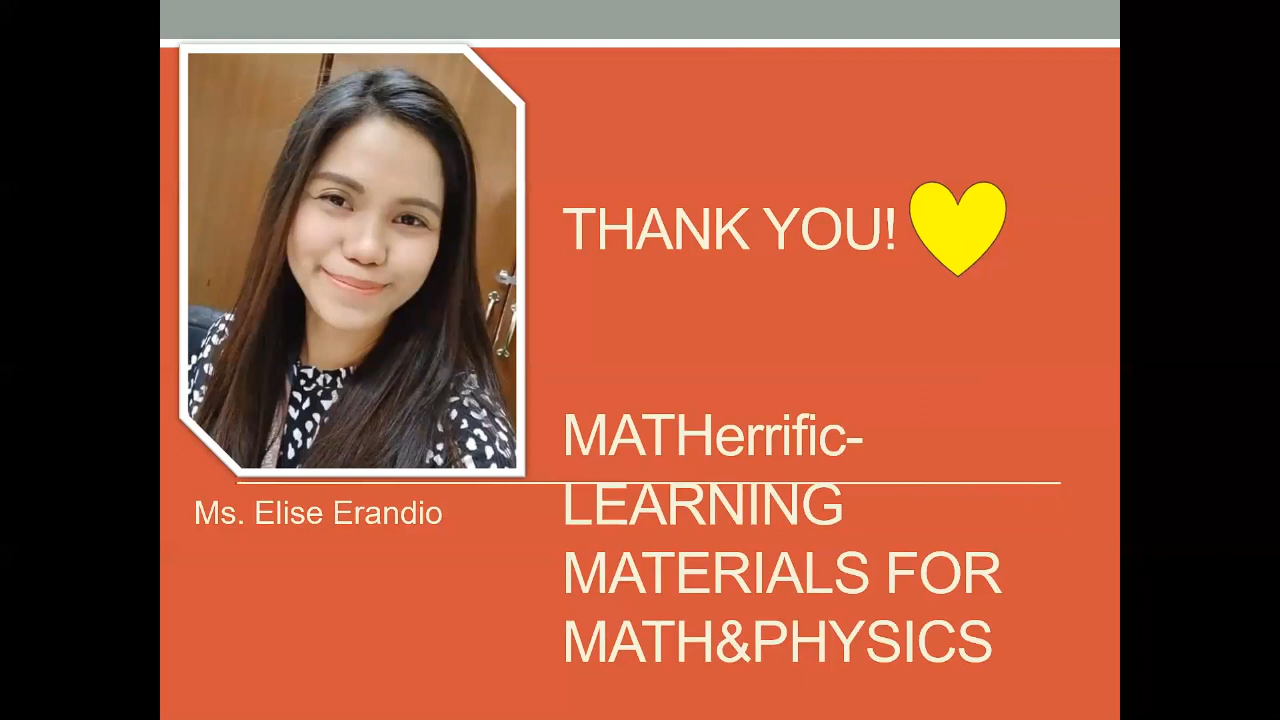 THANK YOU!
MATHerrific-
LEARNING
MATERIALS FOR
MATH&PHYSICS
Ms. Elise Erandio